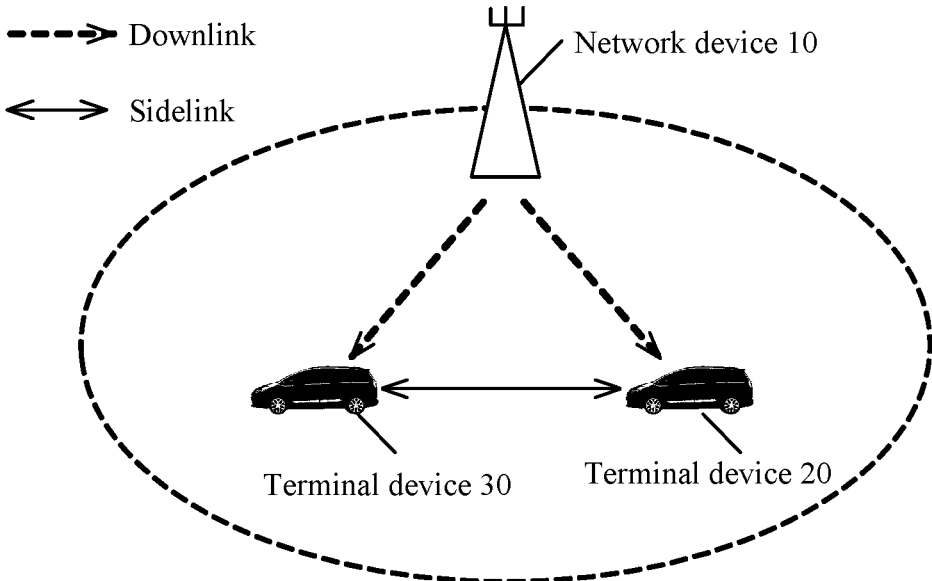 Downlink
Network device 10
Sidelink
Terminal device 30
Terminal device 20